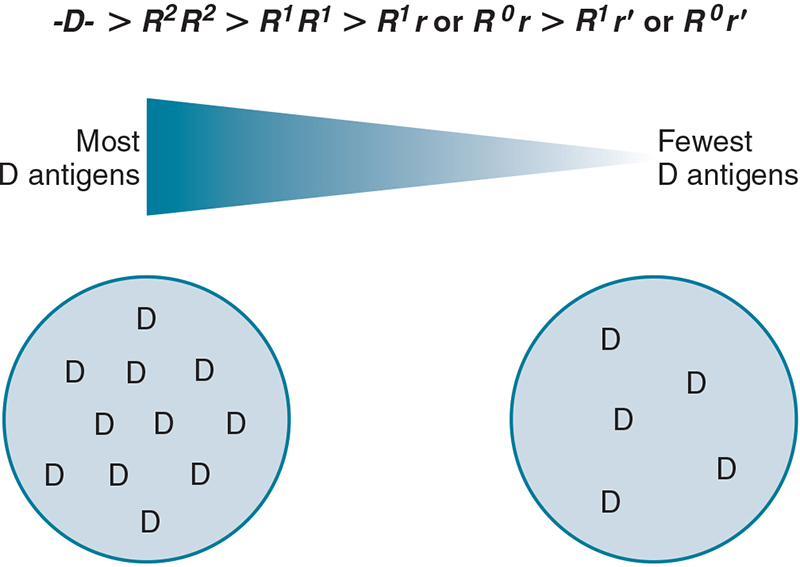 -D- > R²R² > R¹R¹ > R¹r or R⁰r > R¹r′ or R⁰r′
Most
D antigens
Fewest
D antigens
D
D D D
D D D
D D D
D
D
D
D
D
D